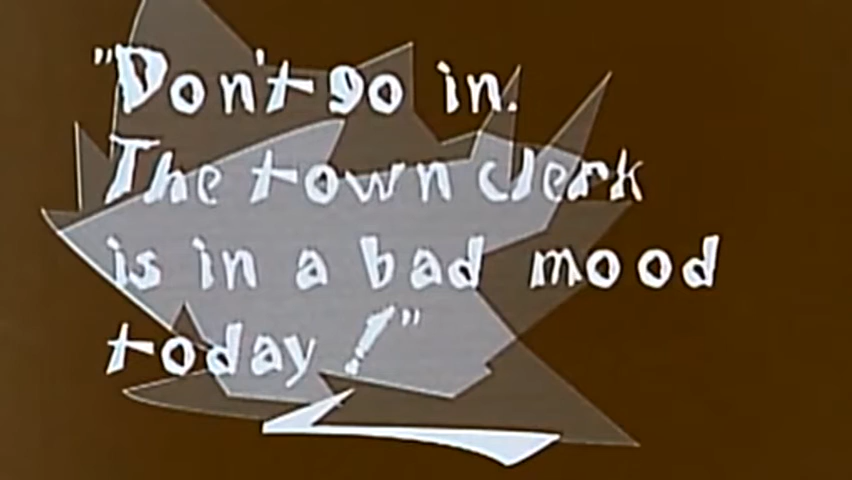 "Don't go in.
The town clerk
is in a bad mood
today!"